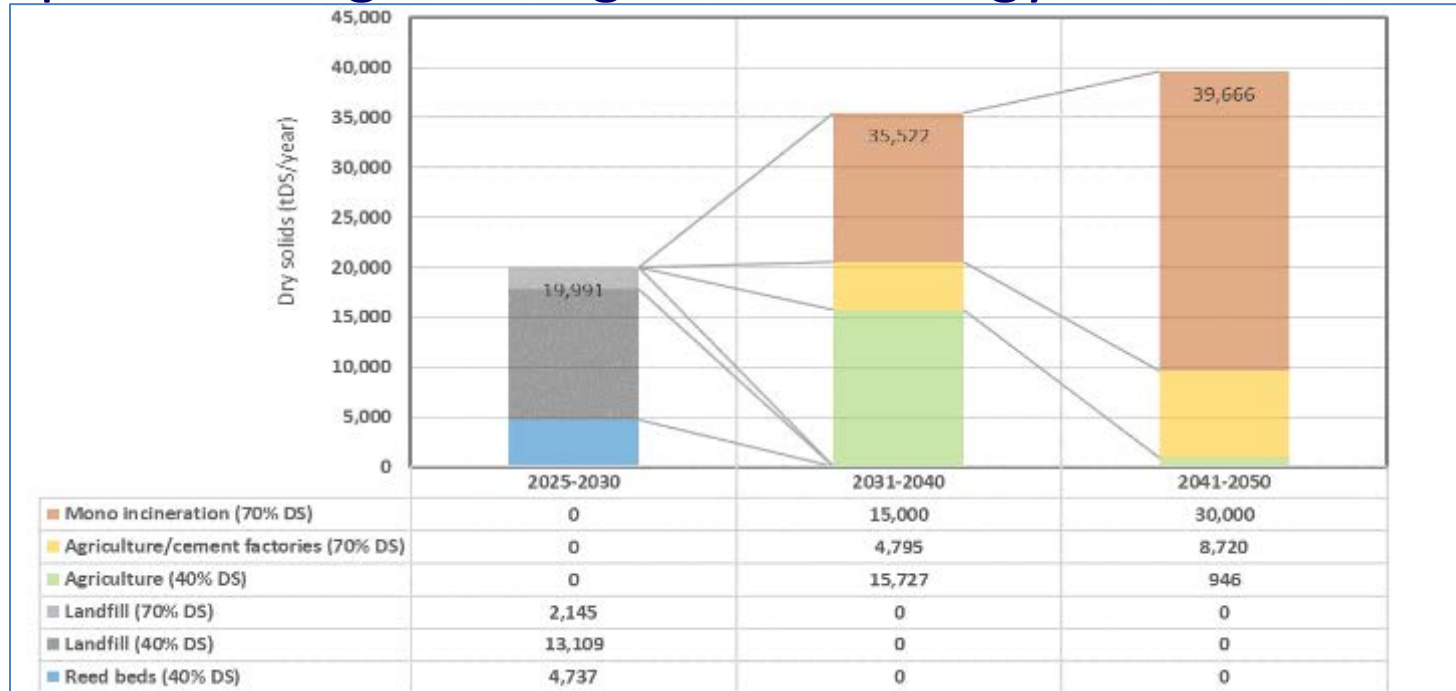 45,000
40,000
35,000
30,000
25,000
20,000
15,000
10,000
5,000
0
Dry solids (tDS/year)
19,991
35,522
39,666
2025-2030 2031-2040 2041-2050
Mono incineration (70% DS) 0 15,000 30,000
Agriculture/cement factories (70% DS) 0 4,795 8,720
Agriculture (40% DS) 0 15,727 946
Landfill (70% DS) 2,145 0 0
Landfill (40% DS) 13,109 0 0
Reed beds (40% DS) 4,737 0 0